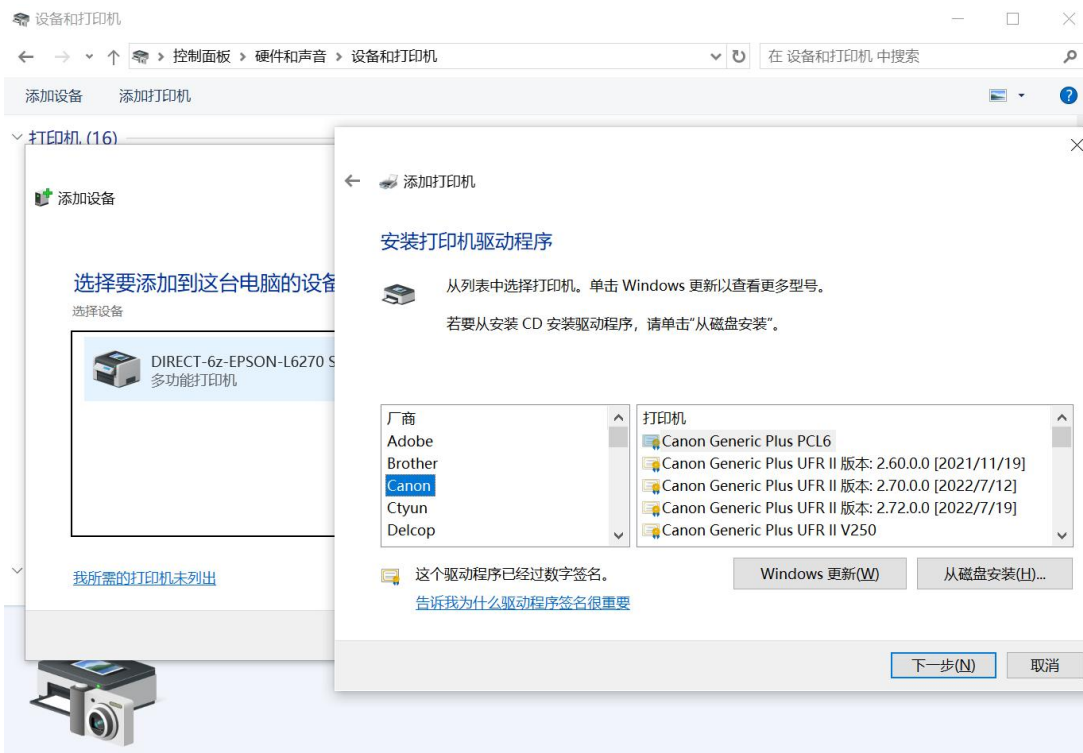 设备和打印机
控制面板 > 硬件和声音 > 设备和打印机
在 设备和打印机 中搜索
添加设备 添加打印机
打印机 (16)
添加设备
选择要添加到这台电脑的设备
选择设备
DIRECT-6z-EPSON-L6270 S
多功能打印机
我所需的打印机未列出
添加打印机
安装打印机驱动程序
从列表中选择打印机。单击 Windows 更新以查看更多型号。
若要从安装 CD 安装驱动程序，请单击“从磁盘安装”。
厂商
Adobe
Brother
Canon
Ctyun
Delcop
打印机
Canon Generic Plus PCL6
Canon Generic Plus UFR II 版本: 2.60.0.0 [2021/11/19]
Canon Generic Plus UFR II 版本: 2.70.0.0 [2022/7/12]
Canon Generic Plus UFR II 版本: 2.72.0.0 [2022/7/19]
Canon Generic Plus UFR II V250
这个驱动程序已经过数字签名。
告诉我为什么驱动程序签名很重要
Windows 更新(W)
从磁盘安装(H)...
下一步(N)
取消